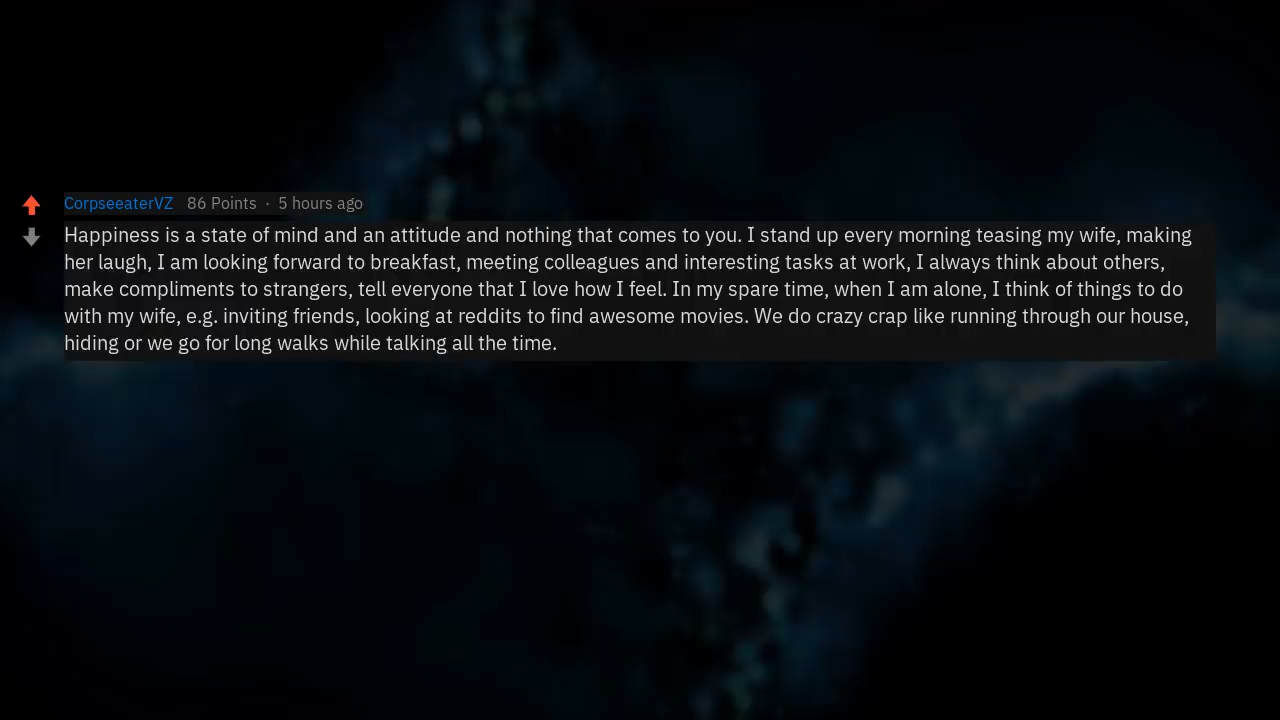 CorpseeaterVZ 86 Points · 5 hours ago
Happiness is a state of mind and an attitude and nothing that comes to you. I stand up every morning teasing my wife, making
her laugh, I am looking forward to breakfast, meeting colleagues and interesting tasks at work, I always think about others,
make compliments to strangers, tell everyone that I love how I feel. In my spare time, when I am alone, I think of things to do
with my wife, e.g. inviting friends, looking at reddits to find awesome movies. We do crazy crap like running through our house,
hiding or we go for long walks while talking all the time.